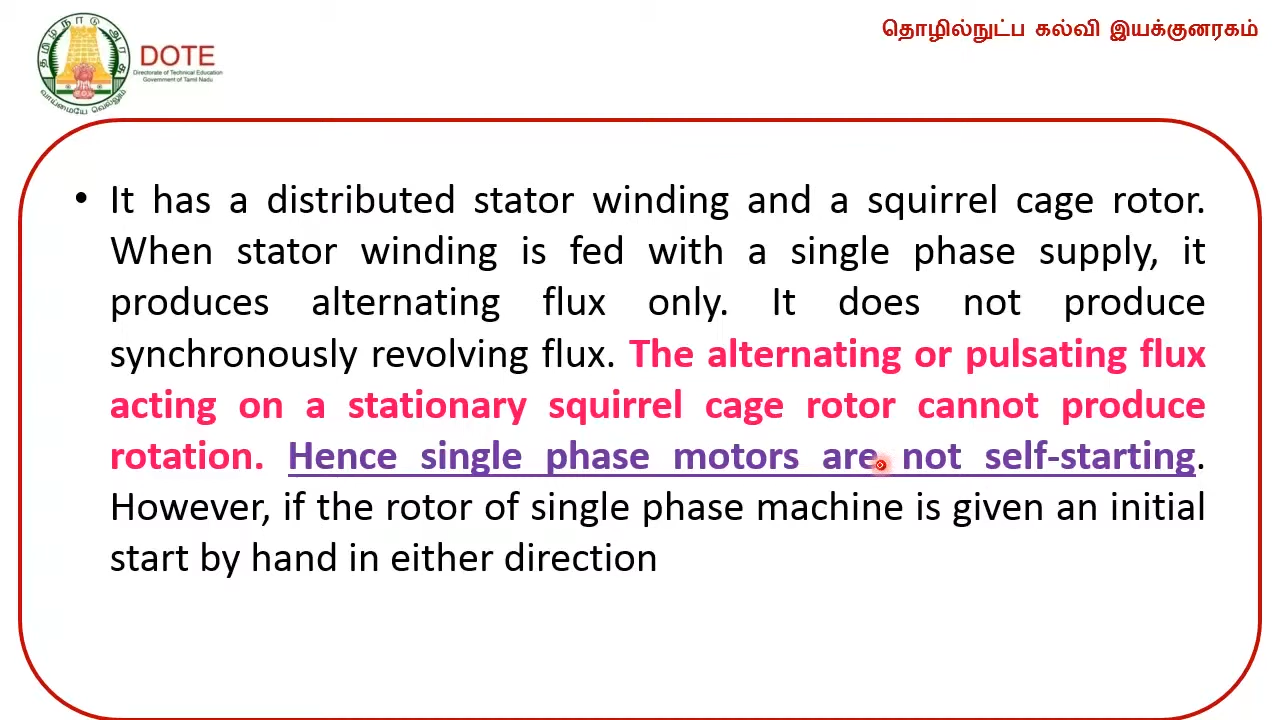 தொழில்நுட்ப கல்வி இயக்குனரகம்
தமிழ்நாடு அரசு
வாய்மையே வெல்லும்
DOTE
Directorate of Technical Education
Government of Tamil Nadu
• It has a distributed stator winding and a squirrel cage rotor.
When stator winding is fed with a single phase supply, it
produces alternating flux only. It does not produce
synchronously revolving flux. The alternating or pulsating flux
acting on a stationary squirrel cage rotor cannot produce
rotation. Hence single phase motors are not self-starting.
However, if the rotor of single phase machine is given an initial
start by hand in either direction